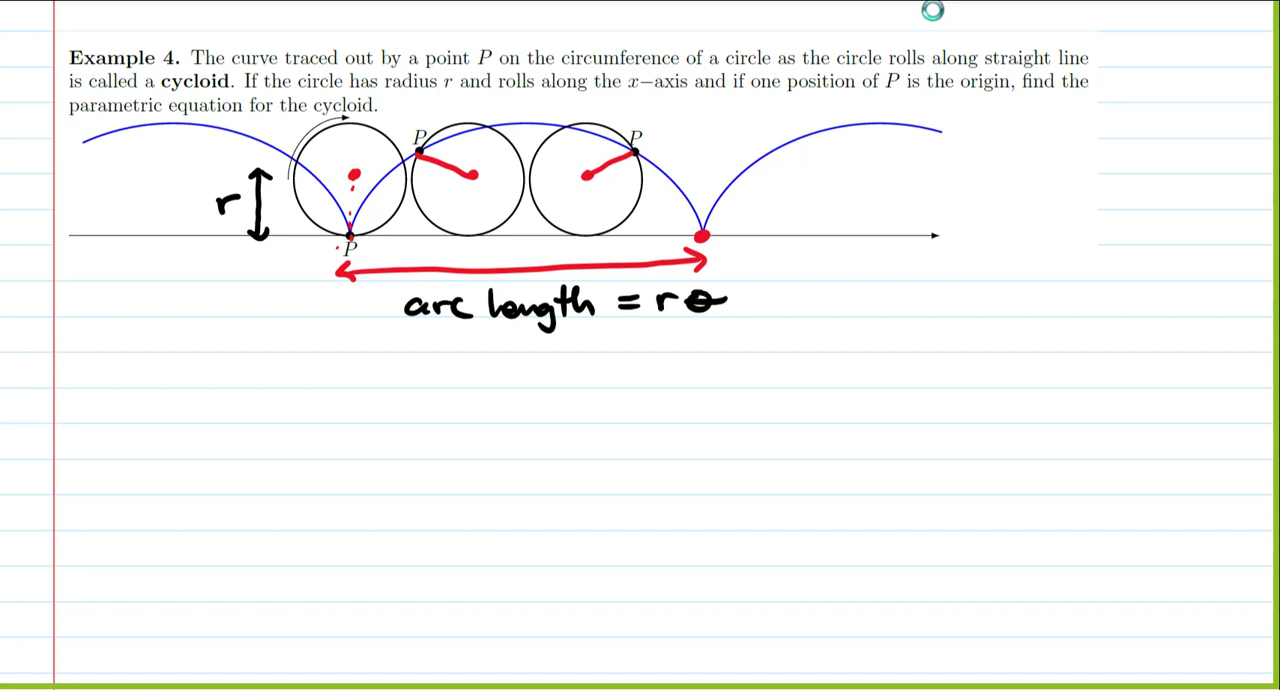 Example 4. The curve traced out by a point P on the circumference of a circle as the circle rolls along straight line
is called a cycloid. If the circle has radius r and rolls along the x−axis and if one position of P is the origin, find the
parametric equation for the cycloid.
P P
r
P
arc length = rθ